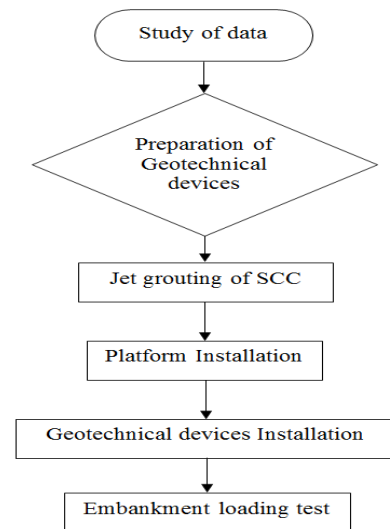 Study of data
Preparation of
Geotechnical
devices
Jet grouting of SCC
Platform Installation
Geotechnical devices Installation
Embankment loading test